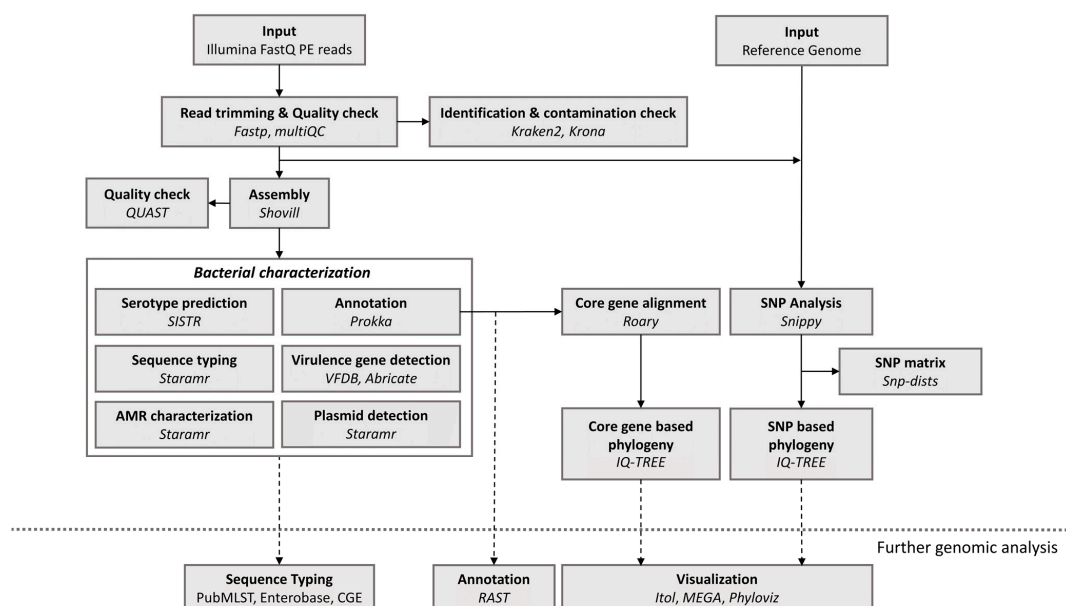 Input
Illumina FastQ PE reads
Input
Reference Genome
Read trimming & Quality check
Fastp, multiQC
Identification & contamination check
Kraken2, Krona
Quality check
QUAST
Assembly
Shovill
Bacterial characterization
Serotype prediction
SISTR
Annotation
Prokka
Core gene alignment
Roary
SNP Analysis
Snippy
Sequence typing
Staramr
Virulence gene detection
VFDB, Abricate
SNP matrix
Snp-dists
AMR characterization
Staramr
Plasmid detection
Staramr
Core gene based
phylogeny
IQ-TREE
SNP based
phylogeny
IQ-TREE
Further genomic analysis
Sequence Typing
PubMLST, Enterobase, CGE
Annotation
RAST
Visualization
Itol, MEGA, Phyloviz